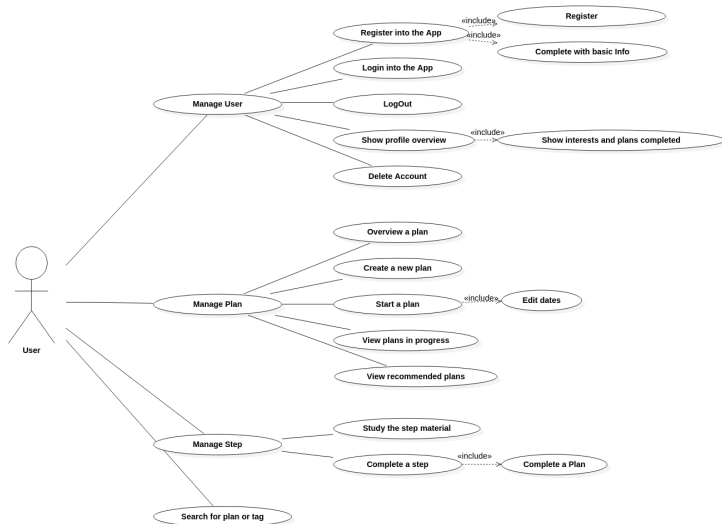 Register into the App
«include»
Register
«include»
Complete with basic Info
Login into the App
Manage User
LogOut
Show profile overview
«include»
Show interests and plans completed
Delete Account
Overview a plan
Create a new plan
Manage Plan
Start a plan
«include»
Edit dates
View plans in progress
User
View recommended plans
Study the step material
Manage Step
Complete a step
«include»
Complete a Plan
Search for plan or tag